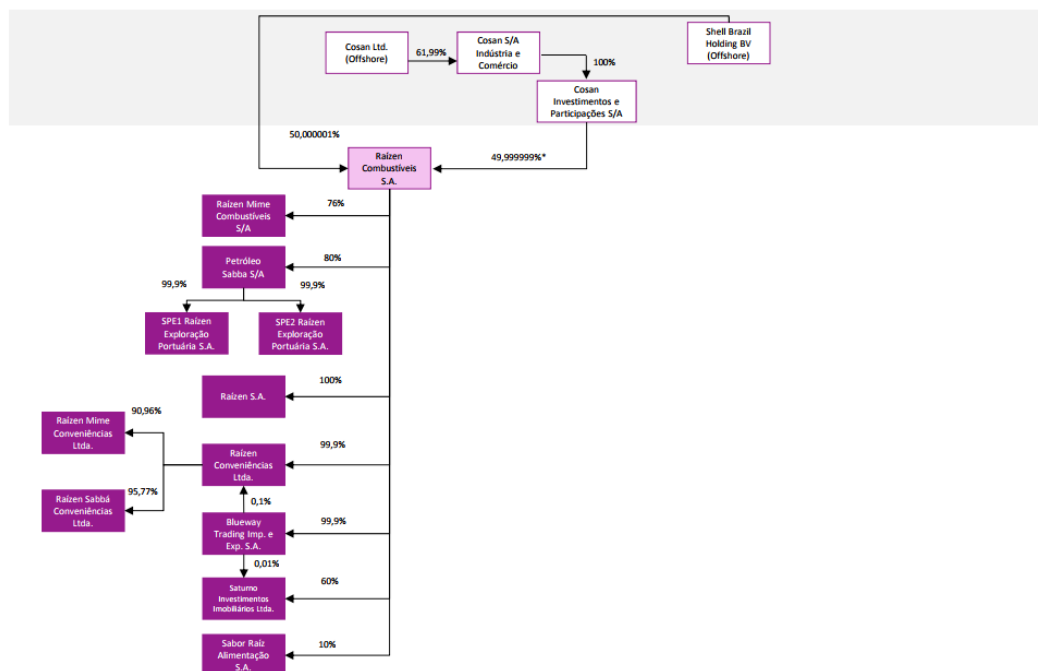 Shell Brazil
Holding BV
(Offshore)
Cosan Ltd.
(Offshore)
61,99%
Cosan S/A
Indústria e
Comércio
100%
Cosan
Investimentos e
Participações S/A
50,000001%
49,999999%*
Raízen
Combustíveis
S.A.
Raízen Mime
Combustíveis
S/A
76%
Petróleo
Sabba S/A
80%
99,9%
99,9%
SPE1 Raízen
Exploração
Portuária S.A.
SPE2 Raízen
Exploração
Portuária S.A.
Raízen S.A.
100%
90,96%
Raízen Mime
Conveniências
Ltda.
Raízen
Conveniências
Ltda.
99,9%
95,77%
Raízen Sabbá
Conveniências
Ltda.
0,1%
Blueway
Trading Imp. e
Exp. S.A.
99,9%
0,01%
Saturno
Investimentos
Imobiliários Ltda.
60%
Sabor Raíz
Alimentação
S.A.
10%